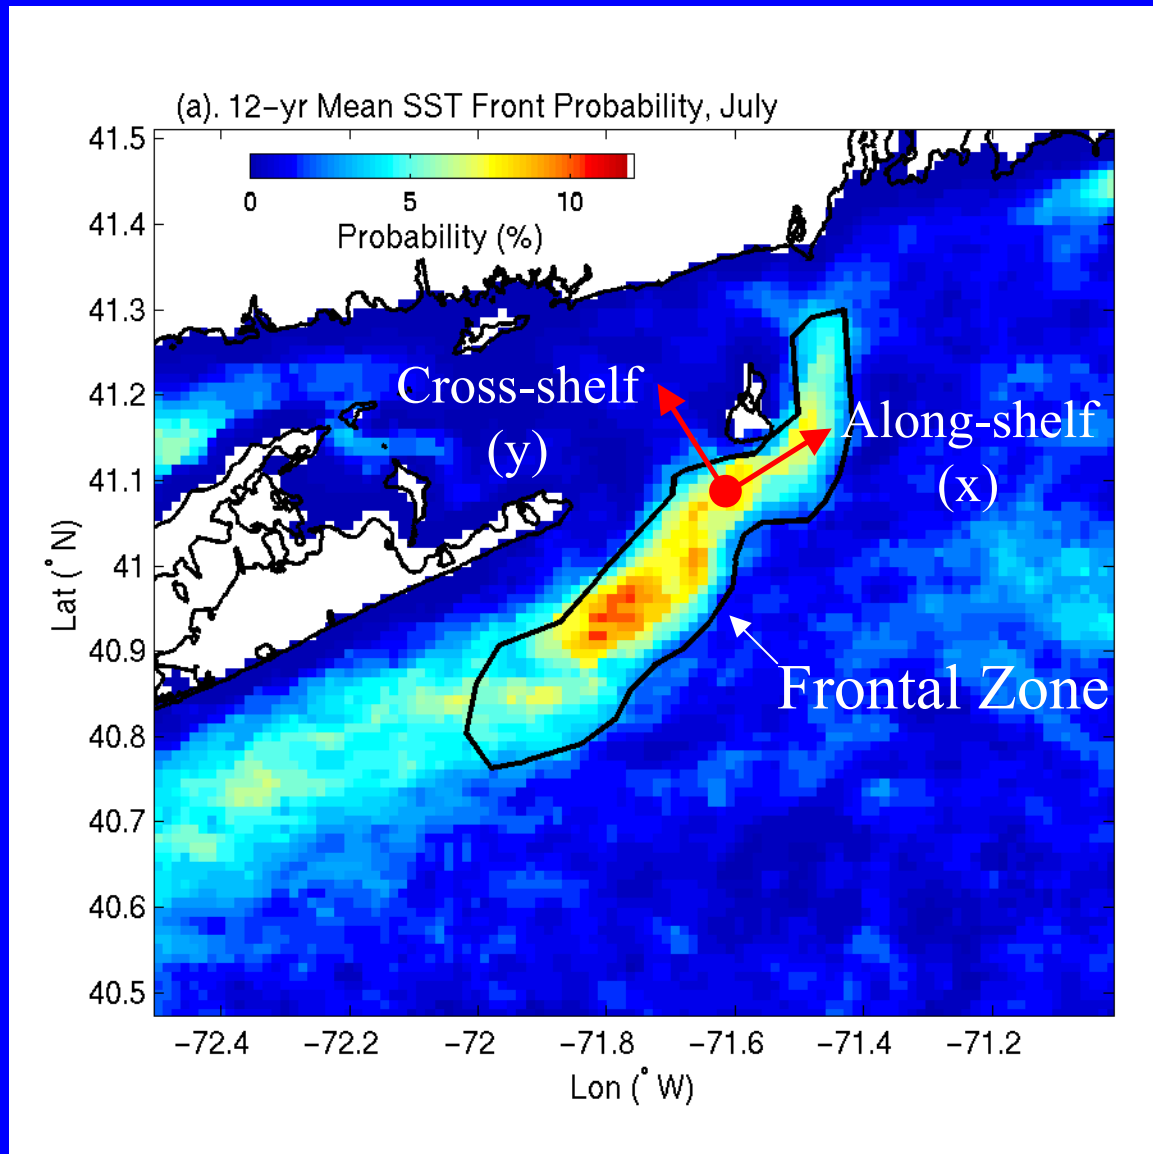 (a). 12-yr Mean SST Front Probability, July
41.5
41.4
41.3
41.2
41.1
41
40.9
40.8
40.7
40.6
40.5
Lat (° N)
0 5 10
Probability (%)
Cross-shelf
(y)
Along-shelf
(x)
Frontal Zone
-72.4 -72.2 -72 -71.8 -71.6 -71.4 -71.2
Lon (° W)